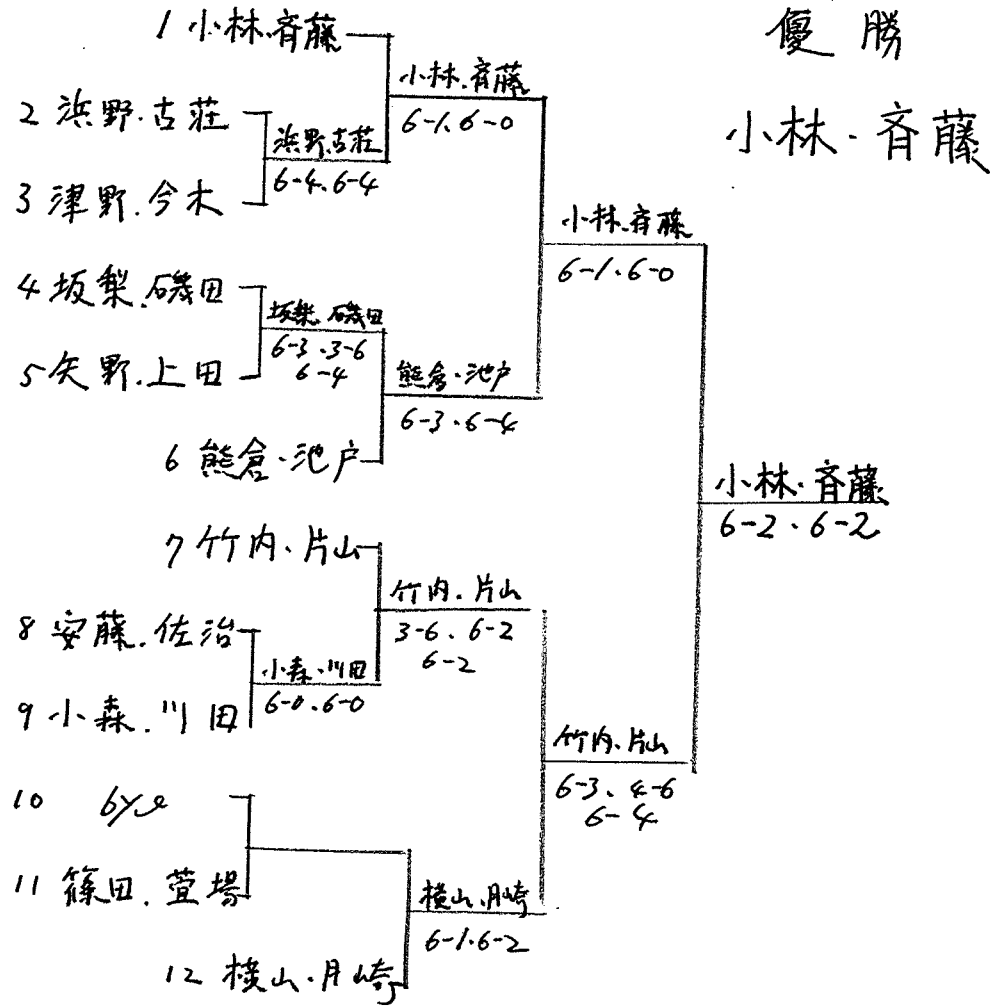 優勝
小林・斉藤
1 小林・斉藤
小林・斉藤
6-1、6-0
2 浜野・古荘
浜野・古荘
6-4、6-4
3 津野・今木
小林・斉藤
6-1・6-0
4 坂梨・磯田
坂梨・磯田
6-3・3-6
6-4
5 矢野・上田
熊倉・池戸
6-3・6-4
6 熊倉・池戸
小林・斉藤
6-2・6-2
7 竹内・片山
竹内・片山
3-6、6-2
6-2
8 安藤・佐治
小森・川田
6-0・6-0
9 小森・川田
竹内・片山
6-3、4-6
6-4
10 bye
11 篠田・萱場
横山・月崎
6-1・6-2
12 横山・月崎